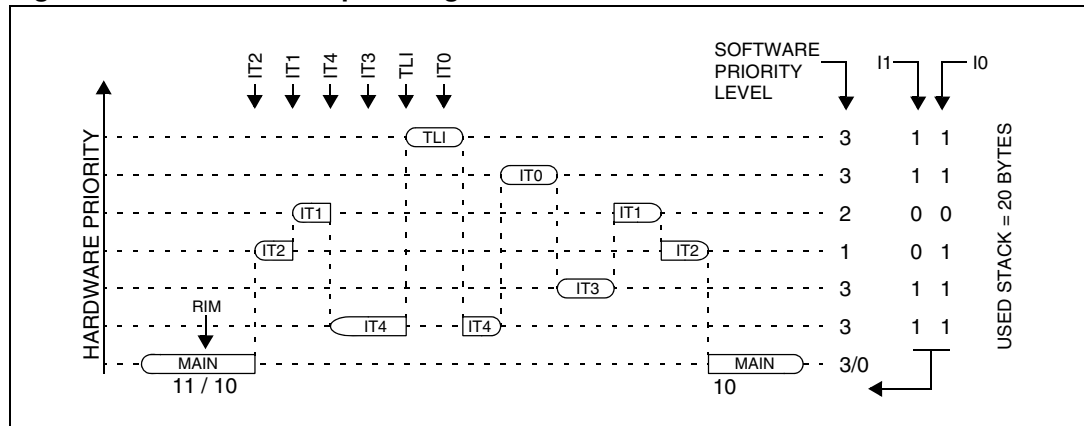 IT2
IT1
IT4
IT3
TLI
IT0
SOFTWARE
PRIORITY
LEVEL
I1
I0
HARDWARE PRIORITY
TLI
3
1 1
IT0
3
1 1
IT1
IT1
2
0 0
IT2
IT2
1
0 1
IT3
3
1 1
RIM
IT4
IT4
3
1 1
MAIN
MAIN
3/0
11 / 10
10
USED STACK = 20 BYTES